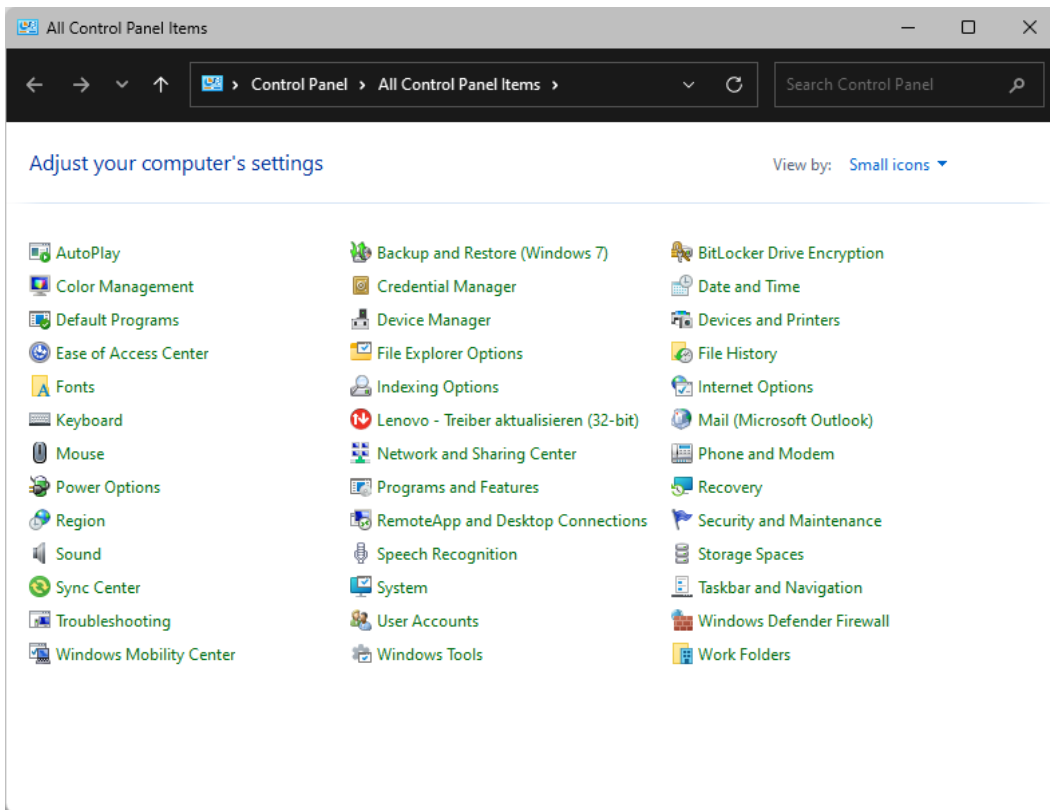 All Control Panel Items
Control Panel > All Control Panel Items >
Search Control Panel
Adjust your computer's settings
View by: Small icons
AutoPlay
Backup and Restore (Windows 7)
BitLocker Drive Encryption
Color Management
Credential Manager
Date and Time
Default Programs
Device Manager
Devices and Printers
Ease of Access Center
File Explorer Options
File History
Fonts
Indexing Options
Internet Options
Keyboard
Lenovo - Treiber aktualisieren (32-bit)
Mail (Microsoft Outlook)
Mouse
Network and Sharing Center
Phone and Modem
Power Options
Programs and Features
Recovery
Region
RemoteApp and Desktop Connections
Security and Maintenance
Sound
Speech Recognition
Storage Spaces
Sync Center
System
Taskbar and Navigation
Troubleshooting
User Accounts
Windows Defender Firewall
Windows Mobility Center
Windows Tools
Work Folders